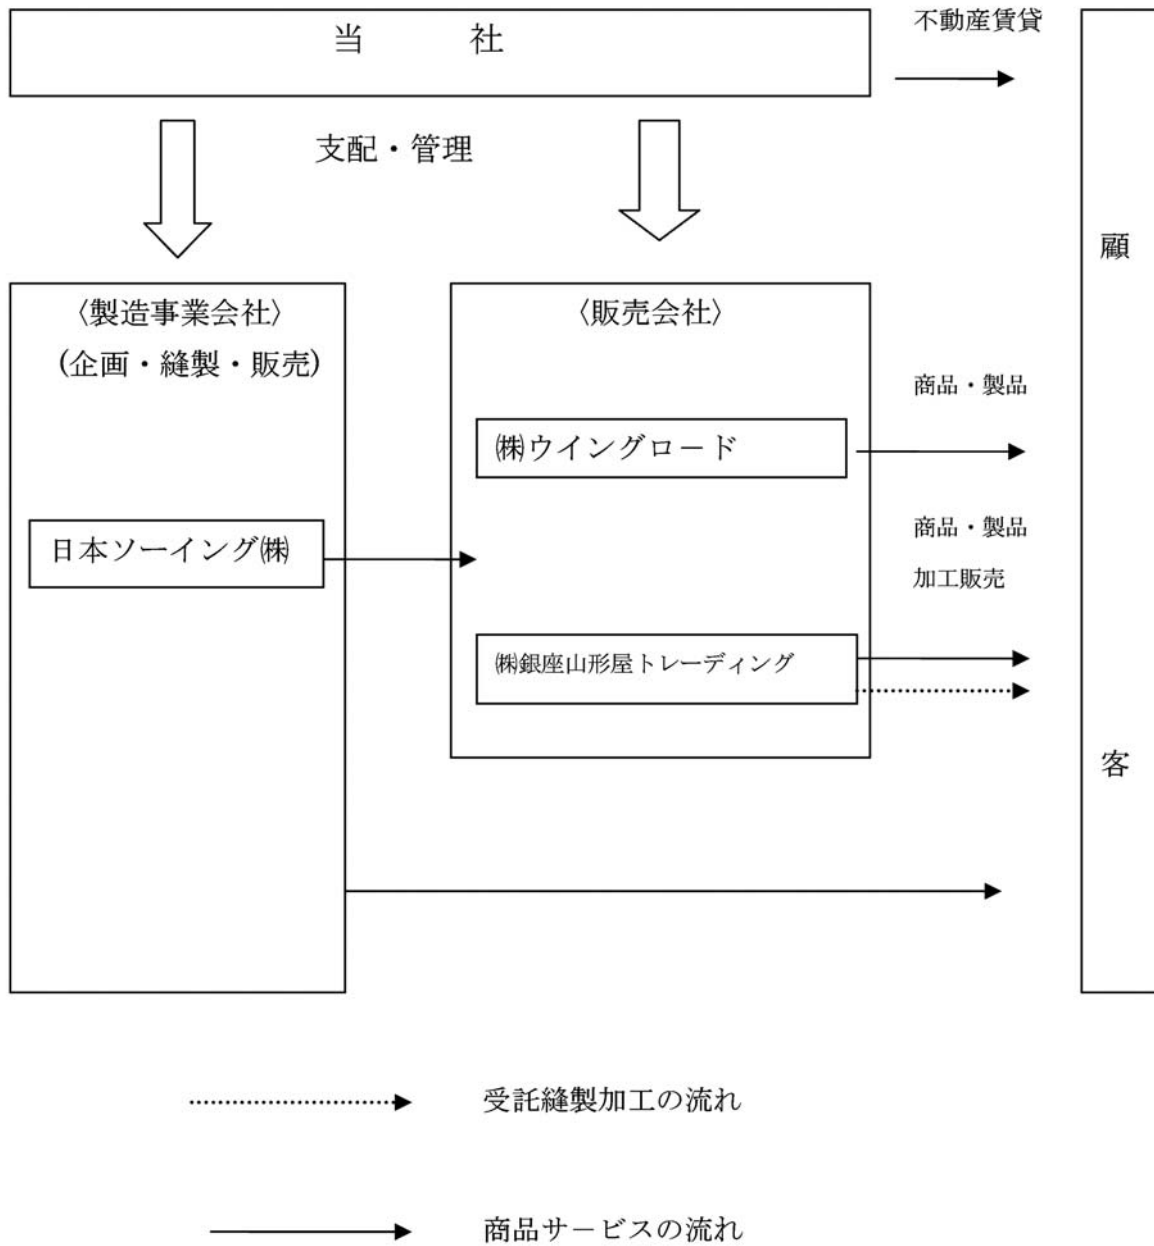 当 社
不動産賃貸
支配・管理
〈製造事業会社〉
(企画・縫製・販売)
日本ソーイング㈱
〈販売会社〉
㈱ウイングロード
㈱銀座山形屋トレーディング
商品・製品
商品・製品
加工販売
顧
客
受託縫製加工の流れ
商品サービスの流れ